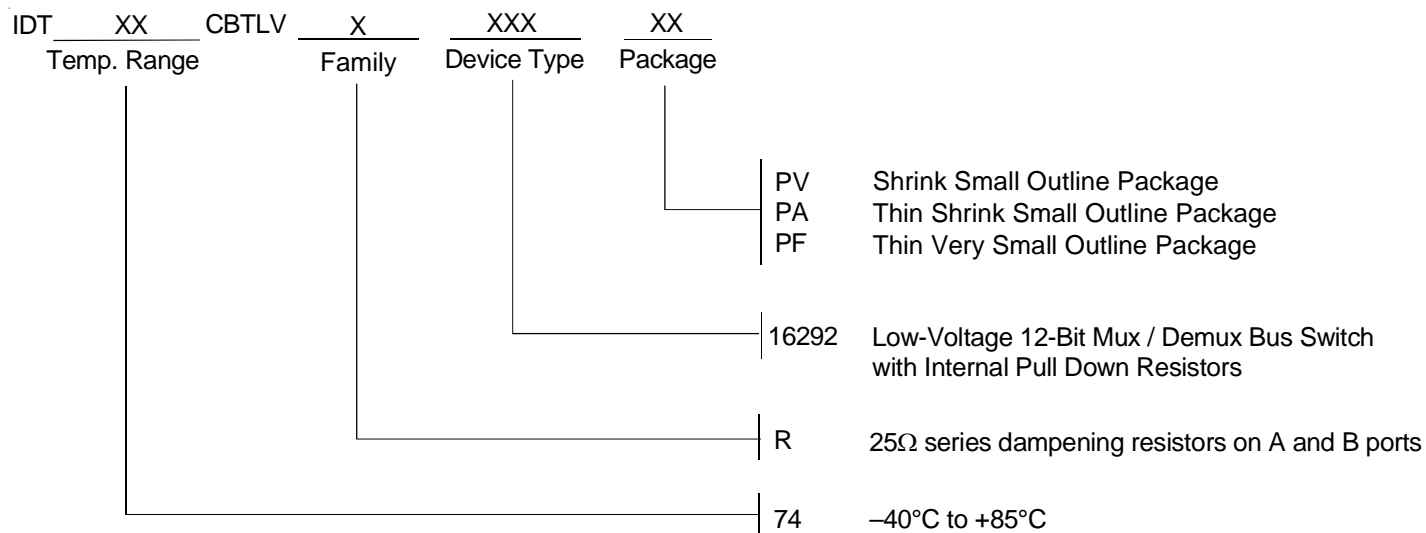 IDT XX CBTLV X XXX XX
Temp. Range Family Device Type Package
PV Shrink Small Outline Package
PA Thin Shrink Small Outline Package
PF Thin Very Small Outline Package
16292 Low-Voltage 12-Bit Mux / Demux Bus Switch
with Internal Pull Down Resistors
R 25Ω series dampening resistors on A and B ports
74 –40°C to +85°C